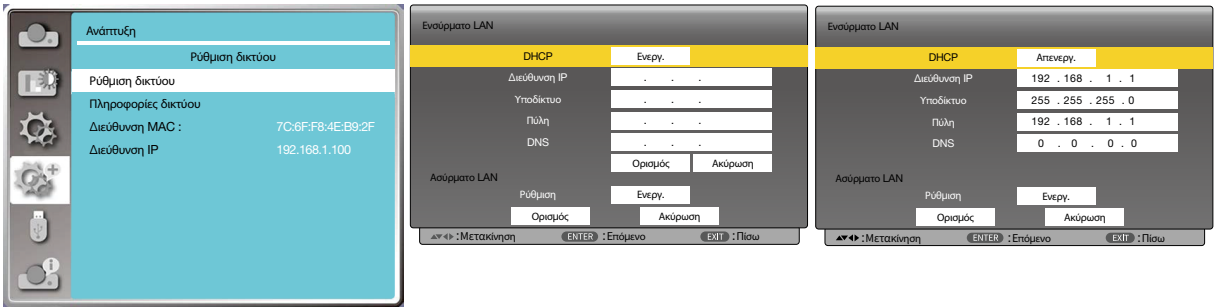 Ανάπτυξη
Ρύθμιση δικτύου
Ρύθμιση δικτύου
Πληροφορίες δικτύου
Διεύθυνση MAC : 7C:6F:F8:4E:B9:2F
Διεύθυνση IP 192.168.1.100
Ενσύρματο LAN
DHCP Ενεργ.
Διεύθυνση IP . . .
Υποδίκτυο . . .
Πύλη . . .
DNS . . .
Ορισμός Ακύρωση
Ασύρματο LAN
Ρύθμιση Ενεργ.
Ορισμός Ακύρωση
:Μετακίνηση ENTER :Επόμενο EXIT :Πίσω
Ενσύρματο LAN
DHCP Απενεργ.
Διεύθυνση IP 192 . 168 . 1 . 1
Υποδίκτυο 255 . 255 . 255 . 0
Πύλη 192 . 168 . 1 . 1
DNS 0 . 0 . 0 . 0
Ασύρματο LAN
Ρύθμιση Ενεργ.
Ορισμός Ακύρωση
:Μετακίνηση ENTER :Επόμενο EXIT :Πίσω